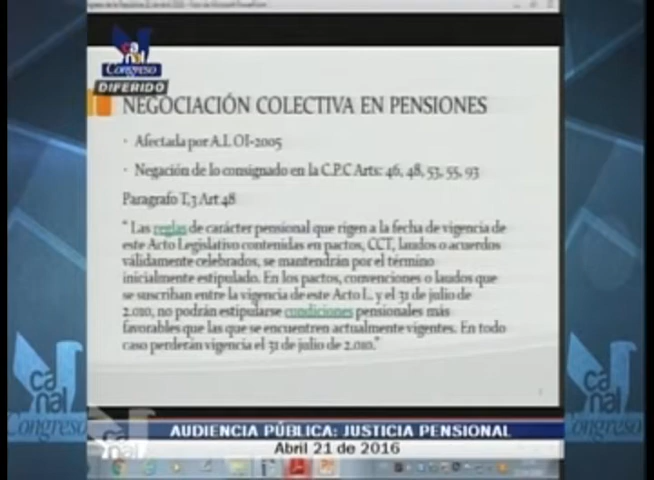 canal
Congreso
DIFERIDO
NEGOCIACIÓN COLECTIVA EN PENSIONES
· Afectada por A.L OI-2005
· Negación de lo consignado en la C.P.C Arts: 46, 48, 53, 55, 93
Paragrafo T,3 Art 48
“ Las reglas de carácter pensional que rigen a la fecha de vigencia de
este Acto Legislativo contenidas en pactos, CCT, laudos o acuerdos
válidamente celebrados, se mantendrán por el término
inicialmente estipulado. En los pactos, convenciones o laudos que
se suscriban entre la vigencia de este Acto L. y el 31 de julio de
2.010, no podrán estipularse condiciones pensionales más
favorables que las que se encuentren actualmente vigentes. En todo
caso perderán vigencia el 31 de julio de 2.010.”
canal
Congreso
canal
Congreso
AUDIENCIA PÚBLICA: JUSTICIA PENSIONAL
Abril 21 de 2016
canal